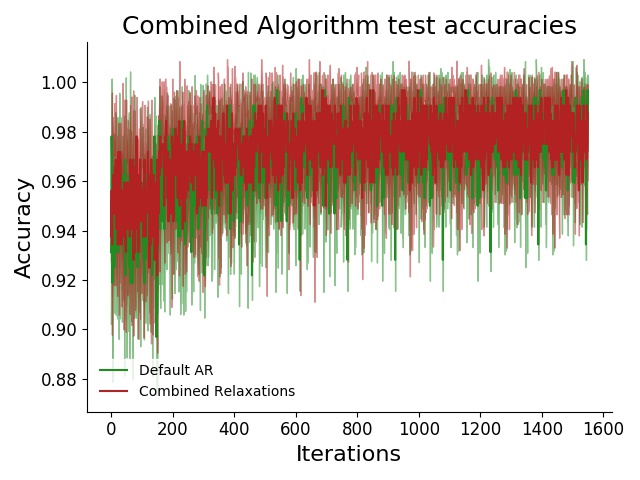 Combined Algorithm test accuracies
1.00
0.98
0.96
0.94
0.92
0.90
0.88
Accuracy
Default AR
Combined Relaxations
0 200 400 600 800 1000 1200 1400 1600
Iterations